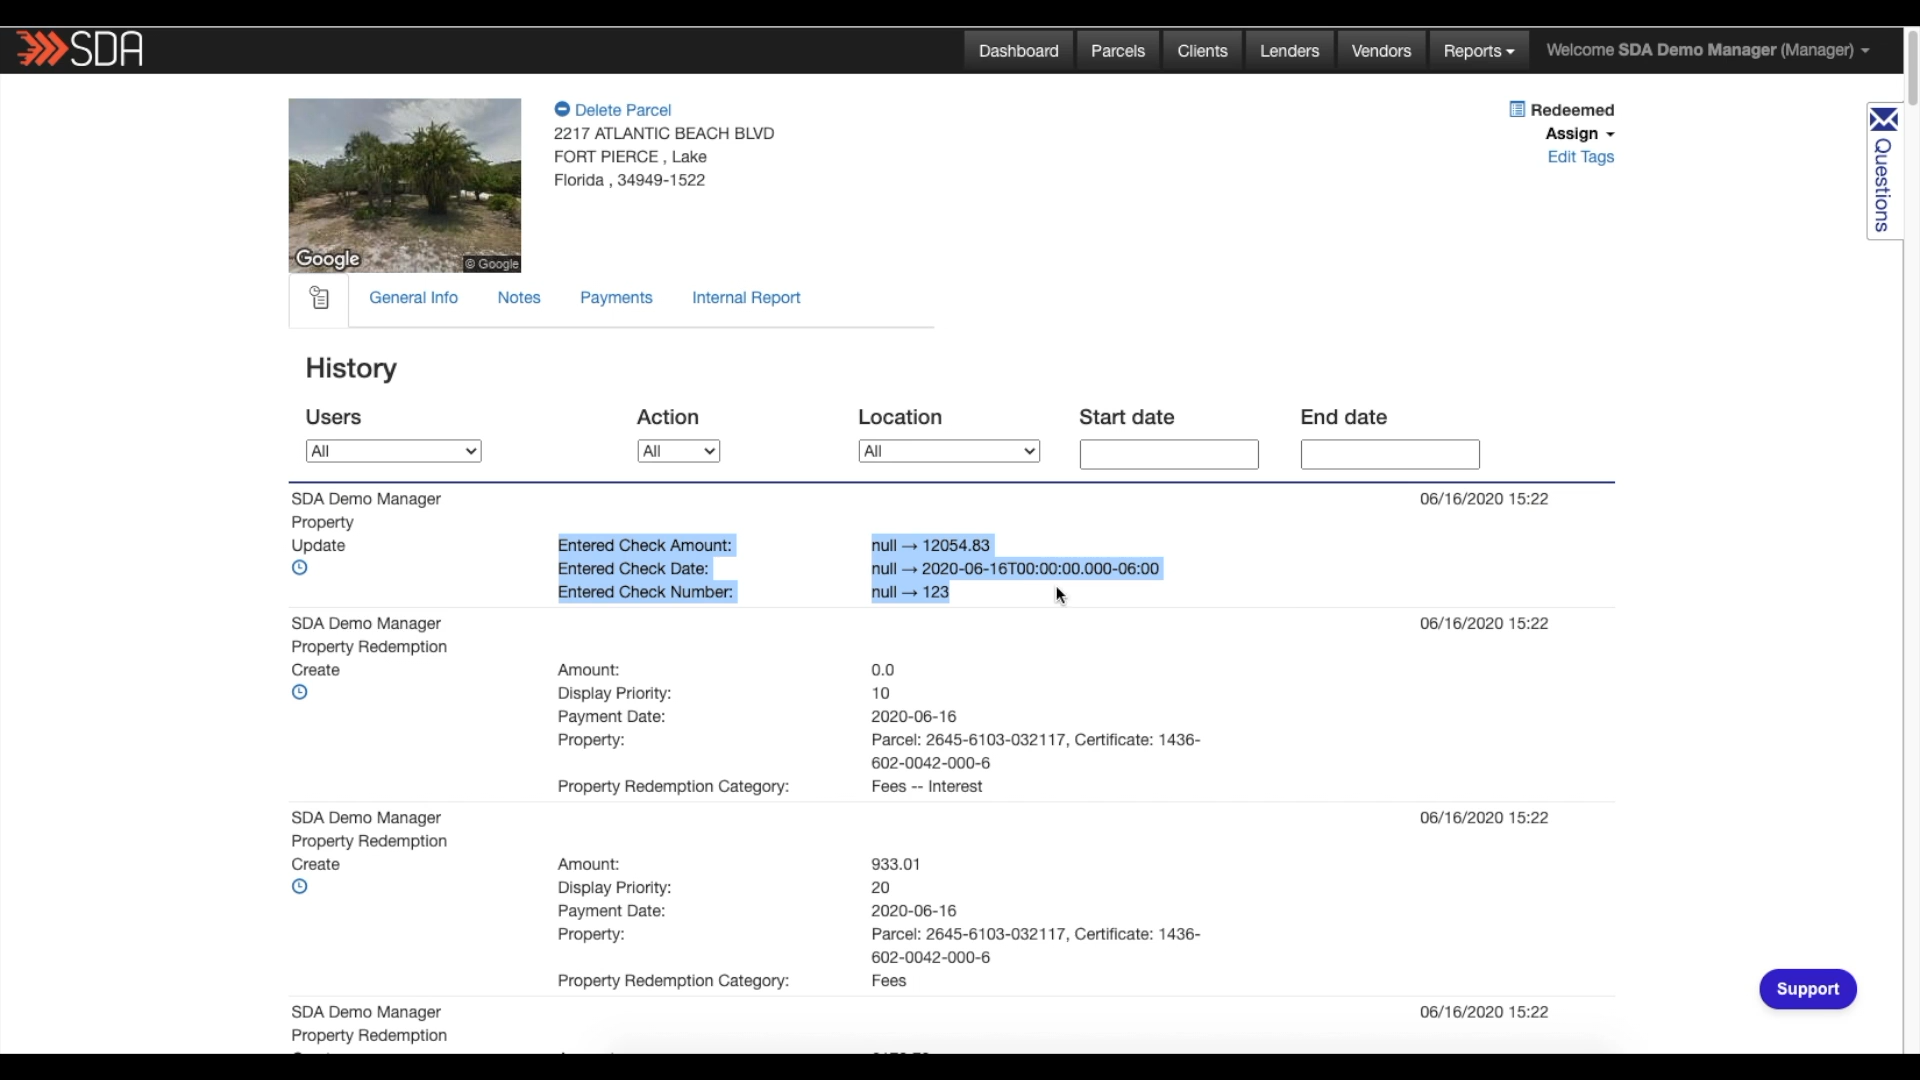 SDA
Dashboard Parcels Clients Lenders Vendors Reports Welcome SDA Demo Manager (Manager)
Delete Parcel
2217 ATLANTIC BEACH BLVD
FORT PIERCE , Lake
Florida , 34949-1522
Redeemed
Assign
Edit Tags
Questions
Google
© Google
General Info Notes Payments Internal Report
History
Users Action Location Start date End date
All All All
SDA Demo Manager 06/16/2020 15:22
Property
Update Entered Check Amount: null → 12054.83
Entered Check Date: null → 2020-06-16T00:00:00.000-06:00
Entered Check Number: null → 123
SDA Demo Manager 06/16/2020 15:22
Property Redemption
Create Amount: 0.0
Display Priority: 10
Payment Date: 2020-06-16
Property: Parcel: 2645-6103-032117, Certificate: 1436-
602-0042-000-6
Property Redemption Category: Fees -- Interest
SDA Demo Manager 06/16/2020 15:22
Property Redemption
Create Amount: 933.01
Display Priority: 20
Payment Date: 2020-06-16
Property: Parcel: 2645-6103-032117, Certificate: 1436-
602-0042-000-6
Property Redemption Category: Fees
Support
SDA Demo Manager 06/16/2020 15:22
Property Redemption